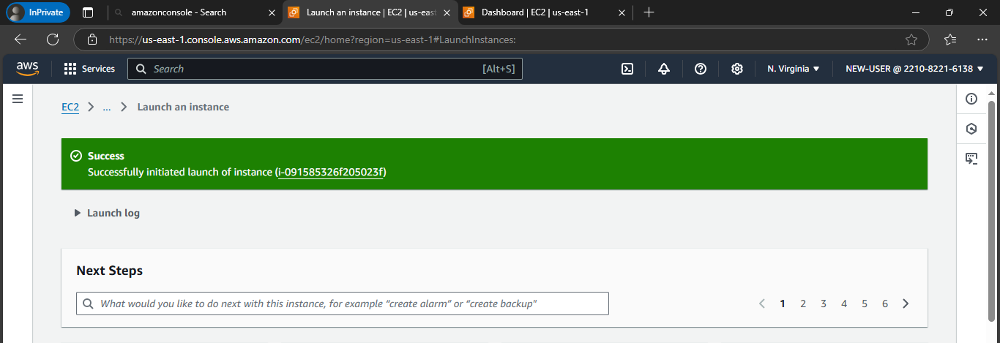 InPrivate
amazonconsole - Search
Launch an instance | EC2 | us-east
Dashboard | EC2 | us-east-1
https://us-east-1.console.aws.amazon.com/ec2/home?region=us-east-1#LaunchInstances:
aws
Services
Search
[Alt+S]
N. Virginia
NEW-USER @ 2210-8221-6138
EC2 > ... > Launch an instance
Success
Successfully initiated launch of instance (i-091585326f205023f)
Launch log
Next Steps
What would you like to do next with this instance, for example “create alarm” or “create backup"
1 2 3 4 5 6